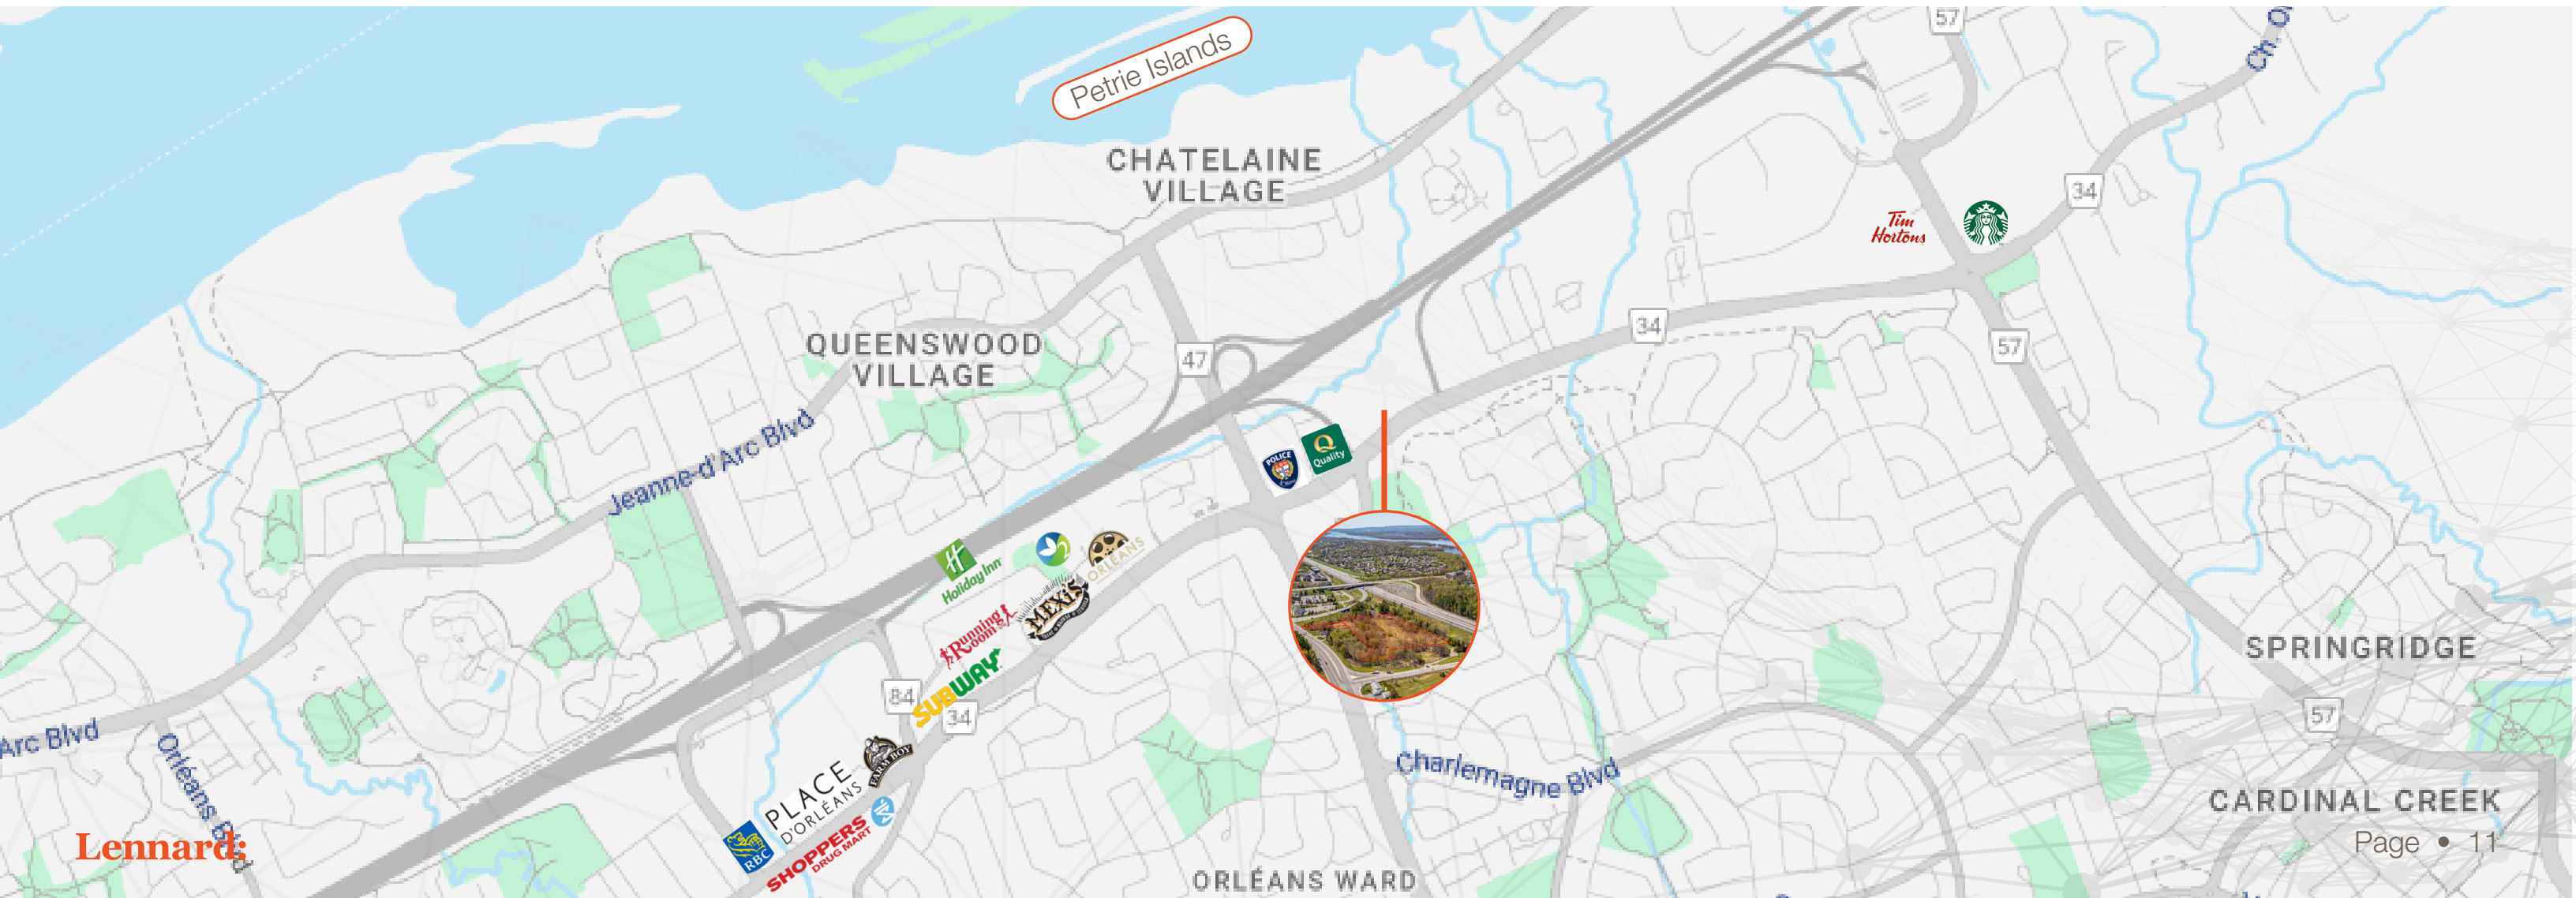 57
Petrie Islands
CHATELAINE
VILLAGE
34
Tim
Hortons
QUEENSWOOD
VILLAGE
47
34
57
Jeanne-d'Arc Blvd
POLICE
Q
Quality
H
Holiday Inn
2
ORLÉANS
MEXIS
Running
Room
SUBWAY
84
34
SPRINGRIDGE
57
Arc Blvd
Orléans Blvd
PLACE
D'ORLÉANS
FARM BOY
RBC
SHOPPERS
DRUG MART
Charlemagne Blvd
CARDINAL CREEK
ORLÉANS WARD
Lennard:
Page • 11